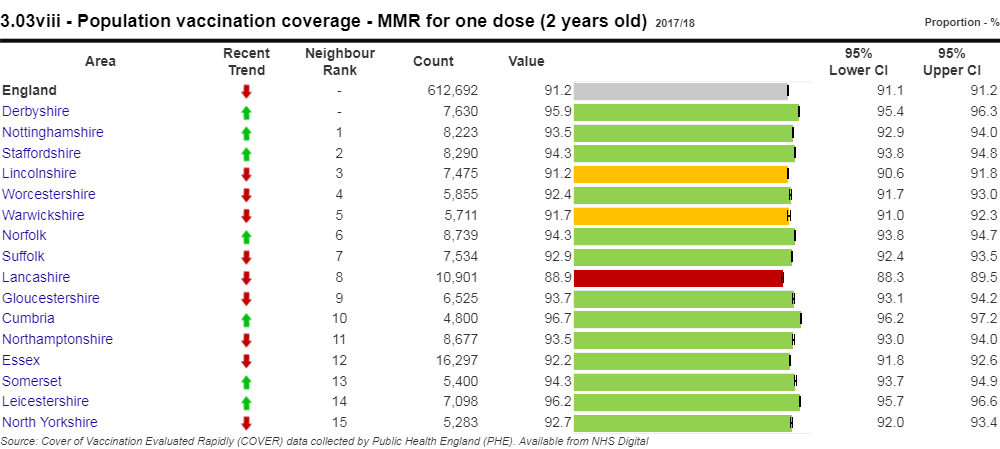 3.03viii - Population vaccination coverage - MMR for one dose (2 years old) 2017/18 Proportion - %
Area Recent Trend Neighbour Rank Count Value 95% Lower CI 95% Upper CI
England - 612,692 91.2 91.1 91.2
Derbyshire - 7,630 95.9 95.4 96.3
Nottinghamshire 1 8,223 93.5 92.9 94.0
Staffordshire 2 8,290 94.3 93.8 94.8
Lincolnshire 3 7,475 91.2 90.6 91.8
Worcestershire 4 5,855 92.4 91.7 93.0
Warwickshire 5 5,711 91.7 91.0 92.3
Norfolk 6 8,739 94.3 93.8 94.7
Suffolk 7 7,534 92.9 92.4 93.5
Lancashire 8 10,901 88.9 88.3 89.5
Gloucestershire 9 6,525 93.7 93.1 94.2
Cumbria 10 4,800 96.7 96.2 97.2
Northamptonshire 11 8,677 93.5 93.0 94.0
Essex 12 16,297 92.2 91.8 92.6
Somerset 13 5,400 94.3 93.7 94.9
Leicestershire 14 7,098 96.2 95.7 96.6
North Yorkshire 15 5,283 92.7 92.0 93.4
Source: Cover of Vaccination Evaluated Rapidly (COVER) data collected by Public Health England (PHE). Available from NHS Digital